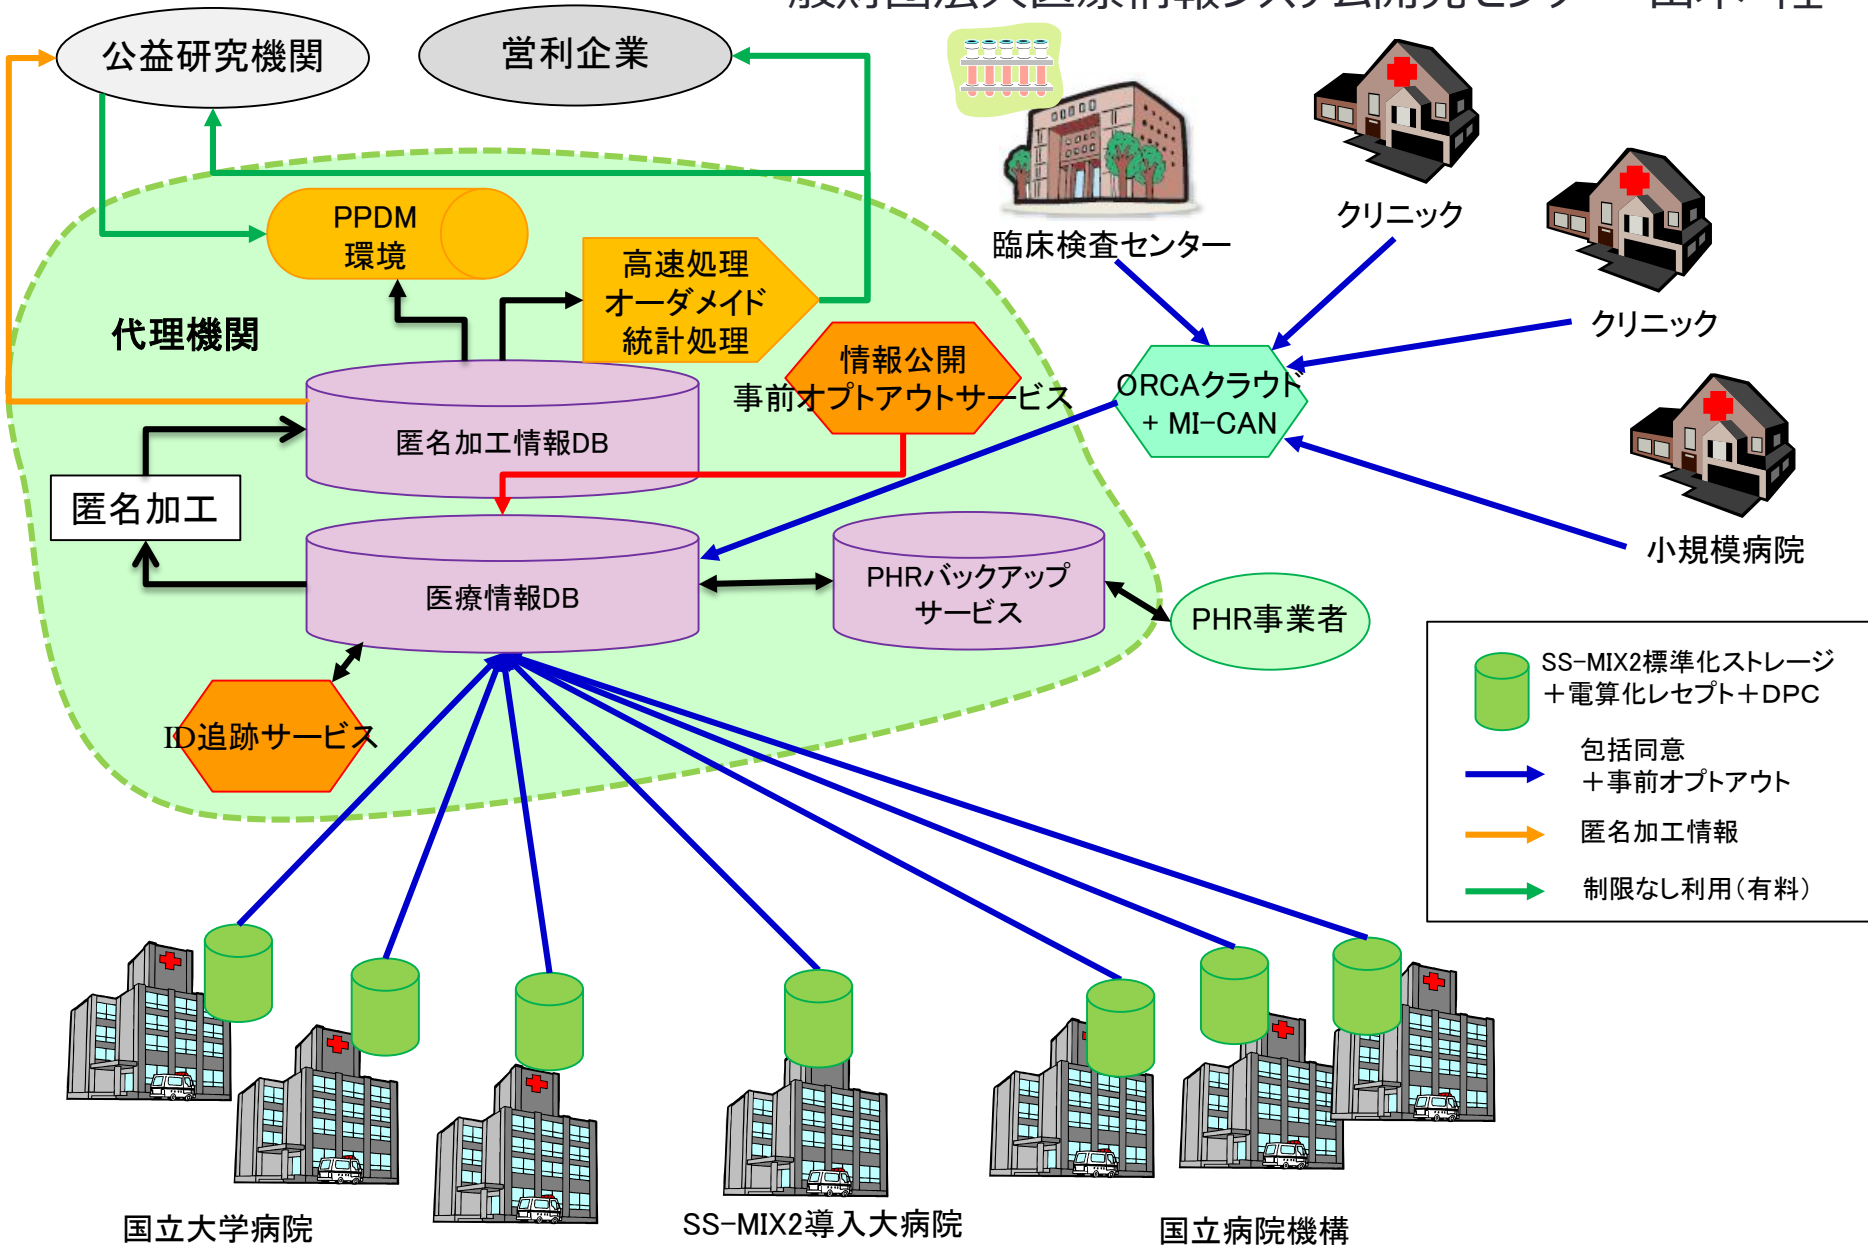 公益研究機関
営利企業
PPDM
環境
高速処理
オーダメイド
統計処理
代理機関
情報公開
事前オプトアウトサービス
匿名加工情報DB
匿名加工
医療情報DB
PHRバックアップ
サービス
PHR事業者
ID追跡サービス
臨床検査センター
クリニック
クリニック
ORCAクラウド
+ MI-CAN
小規模病院
SS-MIX2標準化ストレージ
＋電算化レセプト＋DPC
包括同意
＋事前オプトアウト
匿名加工情報
制限なし利用（有料）
国立大学病院
SS-MIX2導入大病院
国立病院機構